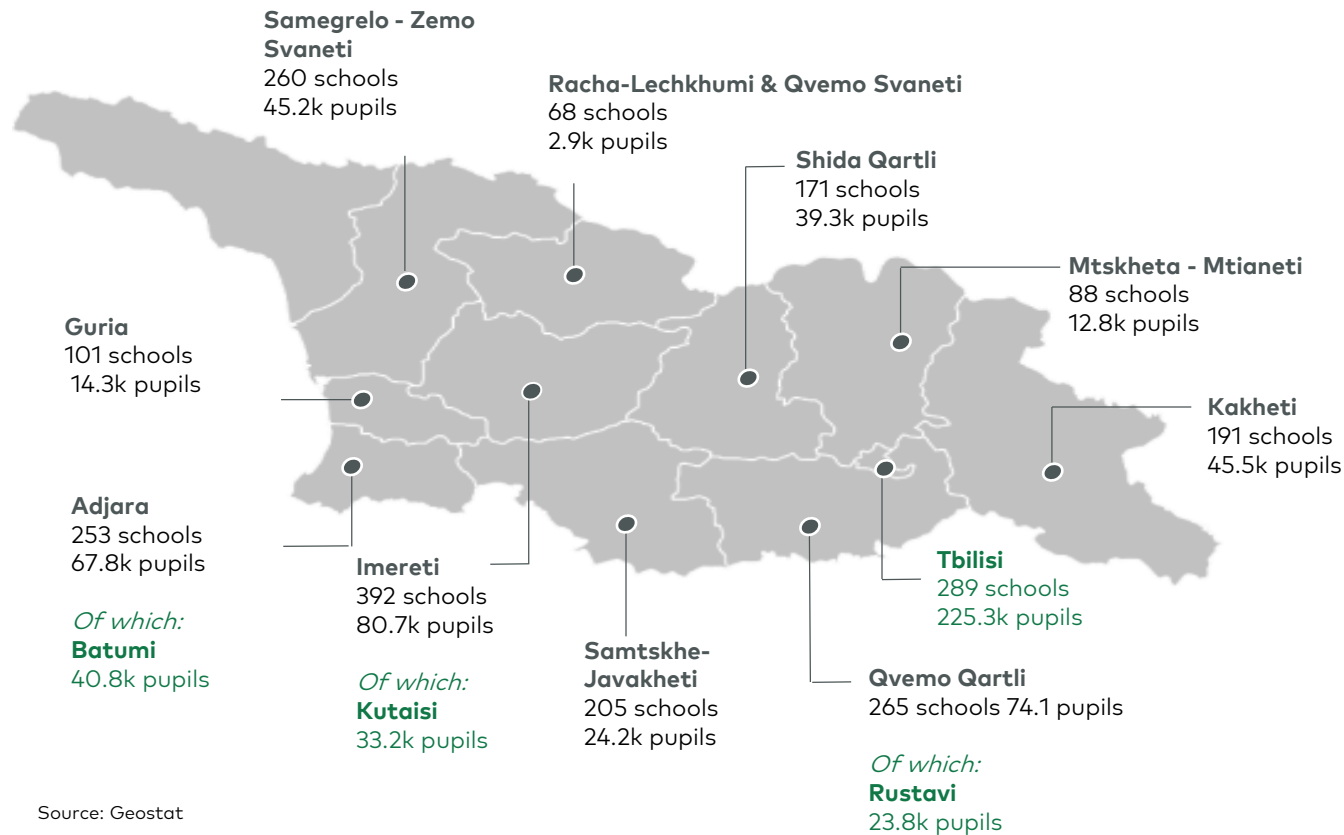 Samegrelo - Zemo
Svaneti
260 schools
45.2k pupils
Racha-Lechkhumi & Qvemo Svaneti
68 schools
2.9k pupils
Shida Qartli
171 schools
39.3k pupils
Mtskheta - Mtianeti
88 schools
12.8k pupils
Guria
101 schools
14.3k pupils
Kakheti
191 schools
45.5k pupils
Adjara
253 schools
67.8k pupils
Of which:
Batumi
40.8k pupils
Imereti
392 schools
80.7k pupils
Of which:
Kutaisi
33.2k pupils
Samtskhe-
Javakheti
205 schools
24.2k pupils
Tbilisi
289 schools
225.3k pupils
Qvemo Qartli
265 schools 74.1 pupils
Of which:
Rustavi
23.8k pupils
Source: Geostat